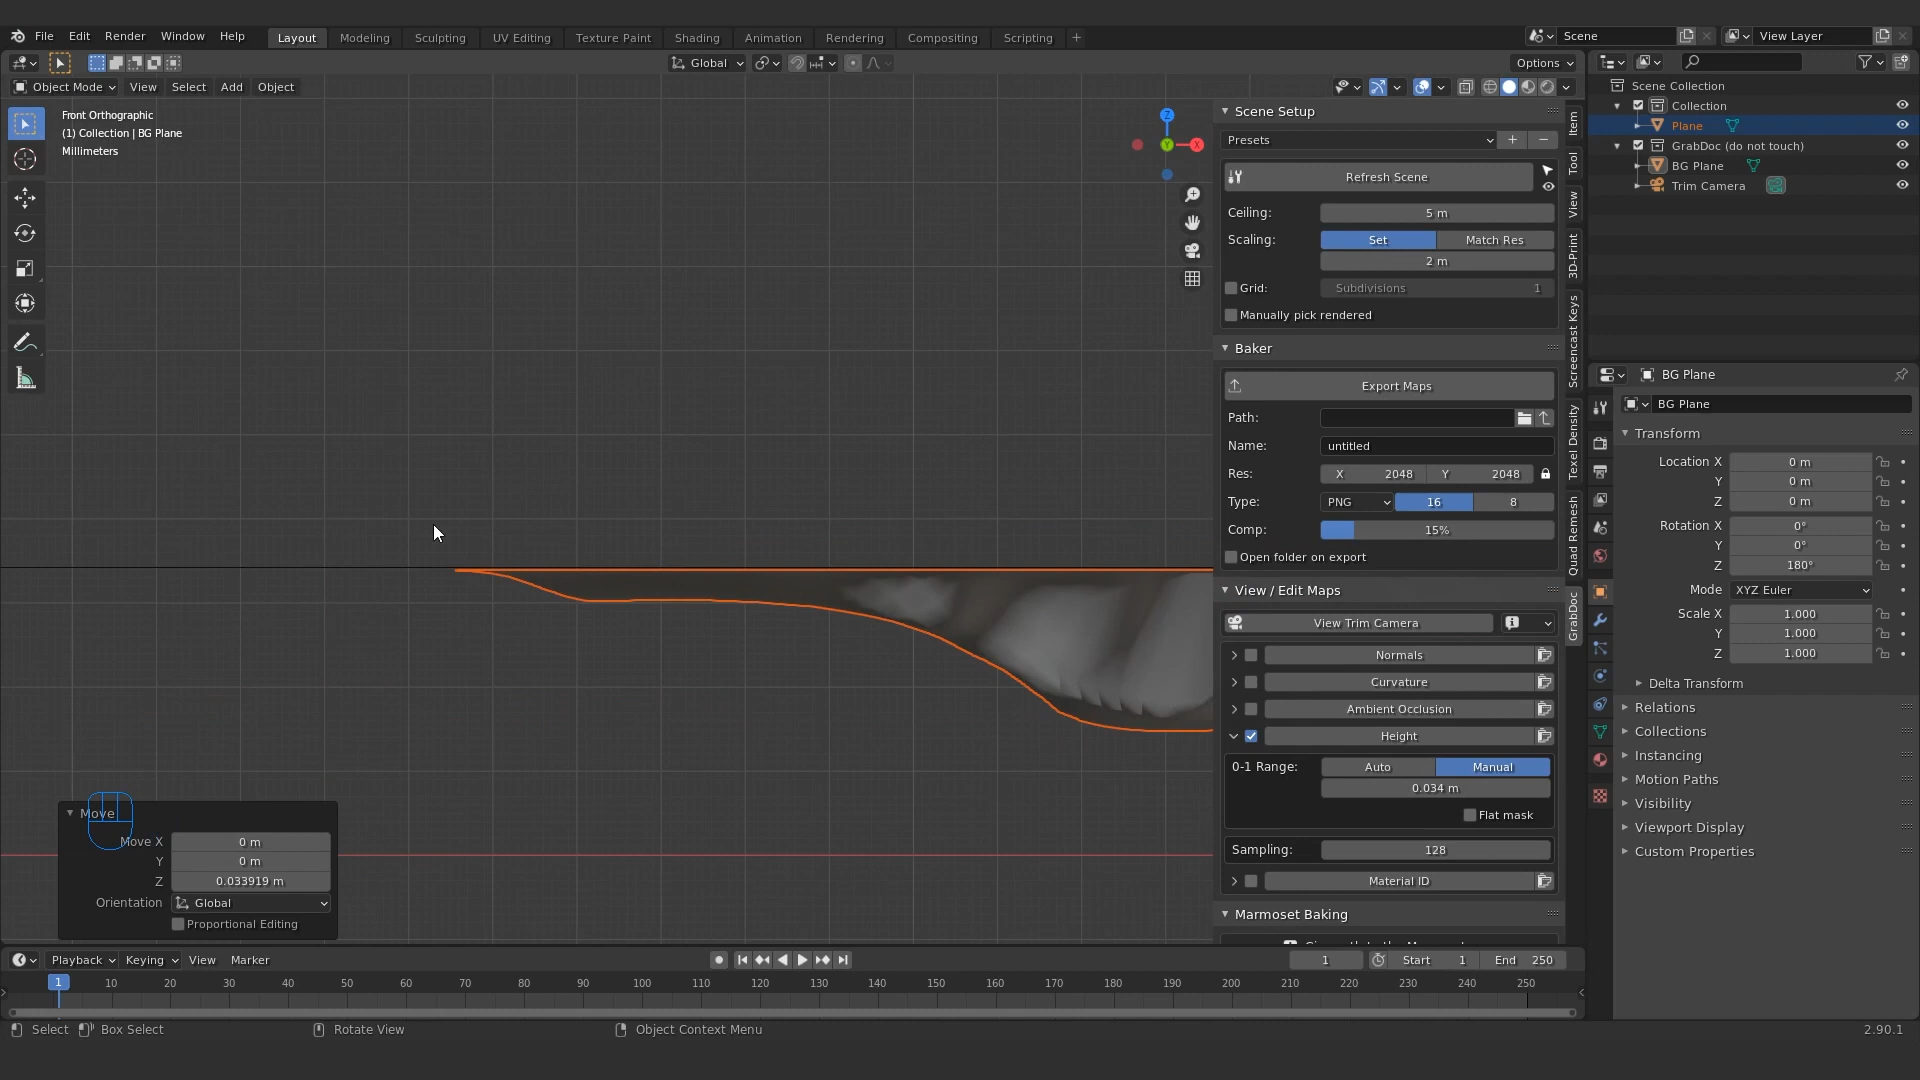 File Edit Render Window Help Layout Modeling Sculpting UV Editing Texture Paint Shading Animation Rendering Compositing Scripting + Scene View Layer
Global Options
Object Mode View Select Add Object
Front Orthographic
(1) Collection | BG Plane
Millimeters
Z
Y
X
Scene Setup
Presets
Refresh Scene
Ceiling: 5 m
Scaling: Set Match Res
2 m
Grid: Subdivisions 1
Manually pick rendered
Baker
Export Maps
Path:
Name: untitled
Res: X 2048 Y 2048
Type: PNG 16 8
Comp: 15%
Open folder on export
View / Edit Maps
View Trim Camera
Normals
Curvature
Ambient Occlusion
Height
0-1 Range: Auto Manual
0.034 m
Flat mask
Sampling: 128
Material ID
Marmoset Baking
Item
Tool
View
3D-Print
Screencast Keys
Texel Density
Quad Remesh
GrabDoc
Scene Collection
Collection
Plane
GrabDoc (do not touch)
BG Plane
Trim Camera
BG Plane
BG Plane
Transform
Location X 0 m
Y 0 m
Z 0 m
Rotation X 0°
Y 0°
Z 180°
Mode XYZ Euler
Scale X 1.000
Y 1.000
Z 1.000
Delta Transform
Relations
Collections
Instancing
Motion Paths
Visibility
Viewport Display
Custom Properties
Move
Move X 0 m
Y 0 m
Z 0.033919 m
Orientation Global
Proportional Editing
Playback Keying View Marker 1 Start 1 End 250
1 10 20 30 40 50 60 70 80 90 100 110 120 130 140 150 160 170 180 190 200 210 220 230 240 250
Select Box Select Rotate View Object Context Menu 2.90.1